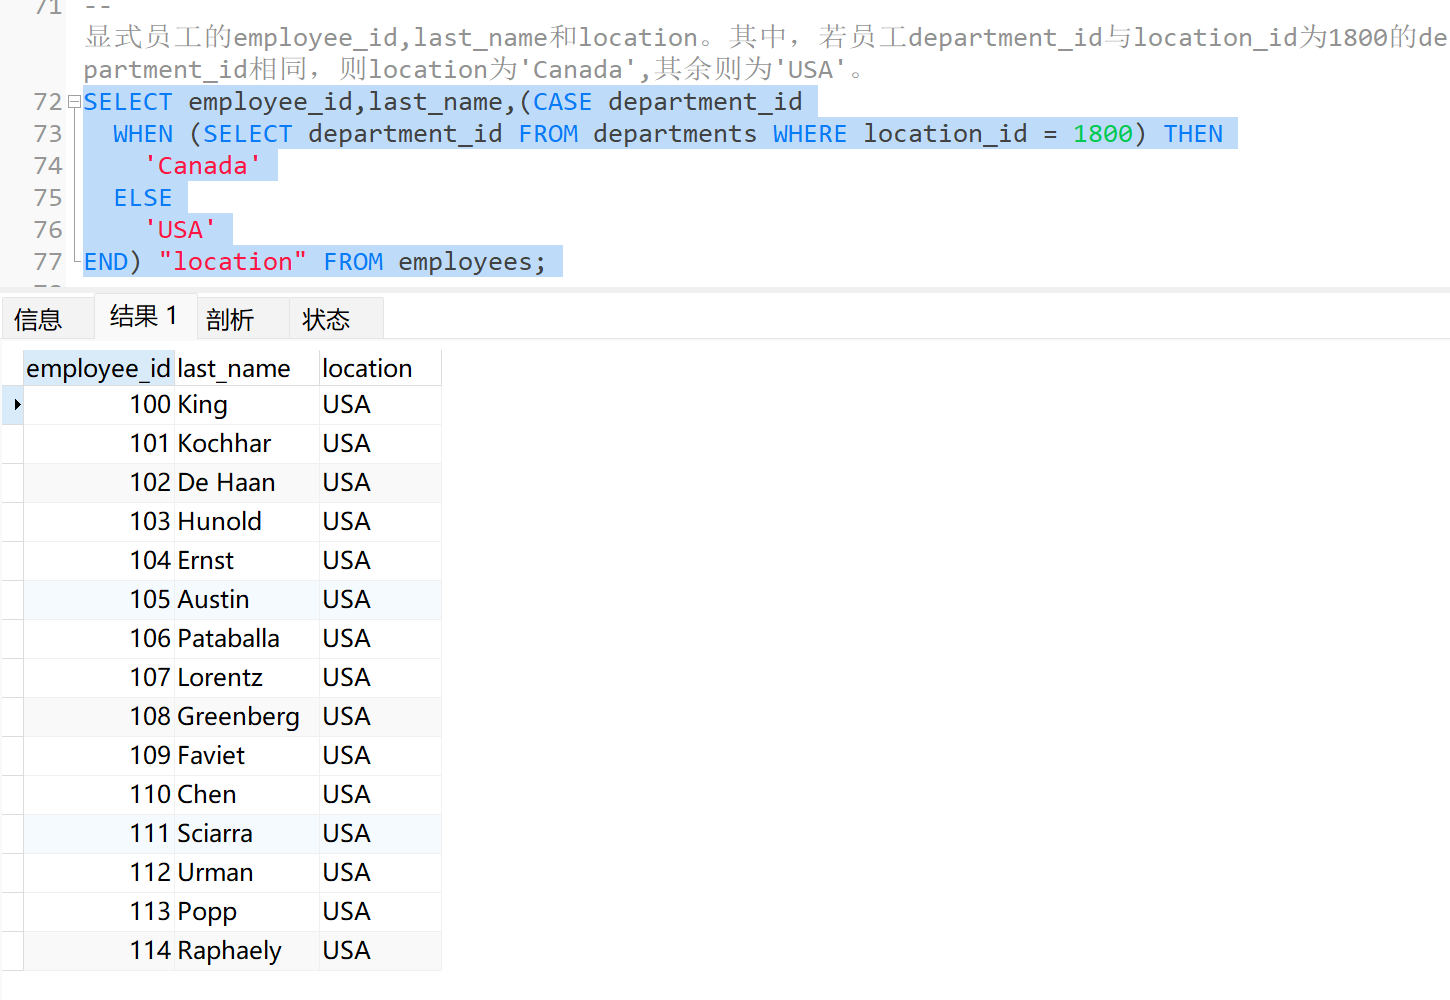 71 --
显式员工的employee_id,last_name和location。其中，若员工department_id与location_id为1800的de
partment_id相同，则location为'Canada',其余则为'USA'。
72 SELECT employee_id,last_name,(CASE department_id
73 WHEN (SELECT department_id FROM departments WHERE location_id = 1800) THEN
74 'Canada'
75 ELSE
76 'USA'
77 END) "location" FROM employees;
信息 结果 1 剖析 状态
employee_id last_name location
100 King USA
101 Kochhar USA
102 De Haan USA
103 Hunold USA
104 Ernst USA
105 Austin USA
106 Pataballa USA
107 Lorentz USA
108 Greenberg USA
109 Faviet USA
110 Chen USA
111 Sciarra USA
112 Urman USA
113 Popp USA
114 Raphaely USA